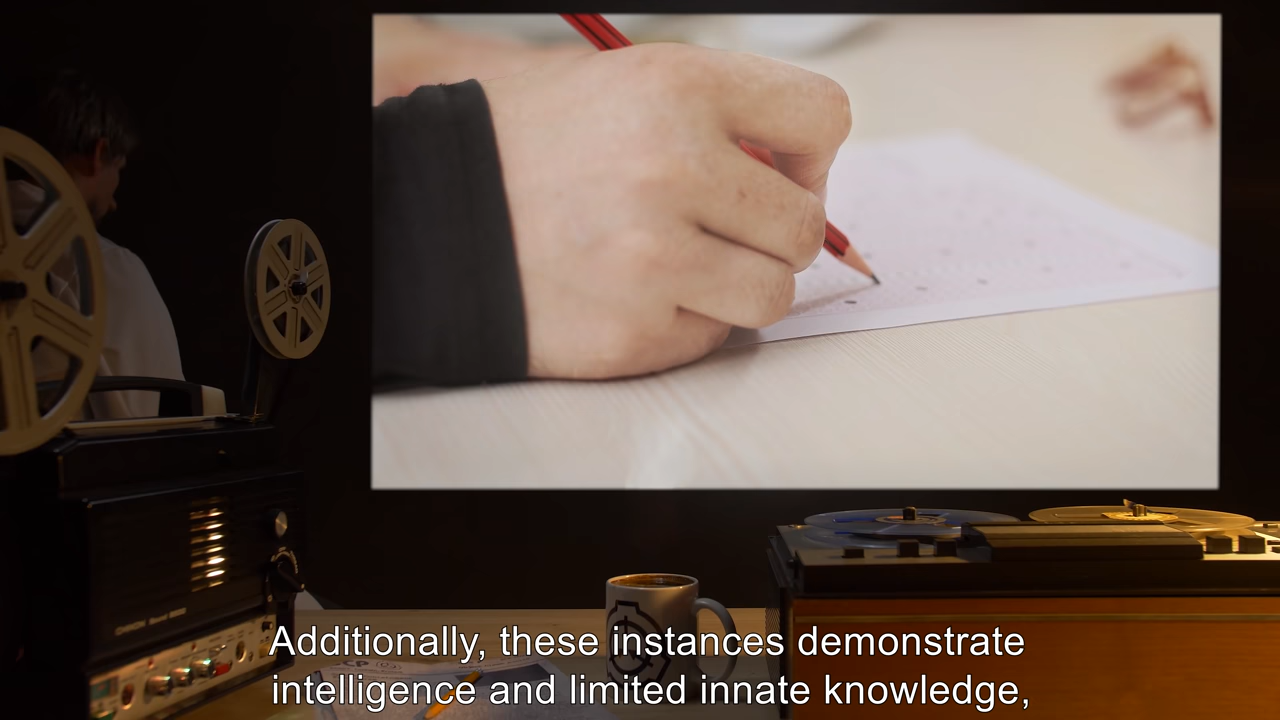 Additionally, these instances demonstrate
intelligence and limited innate knowledge,